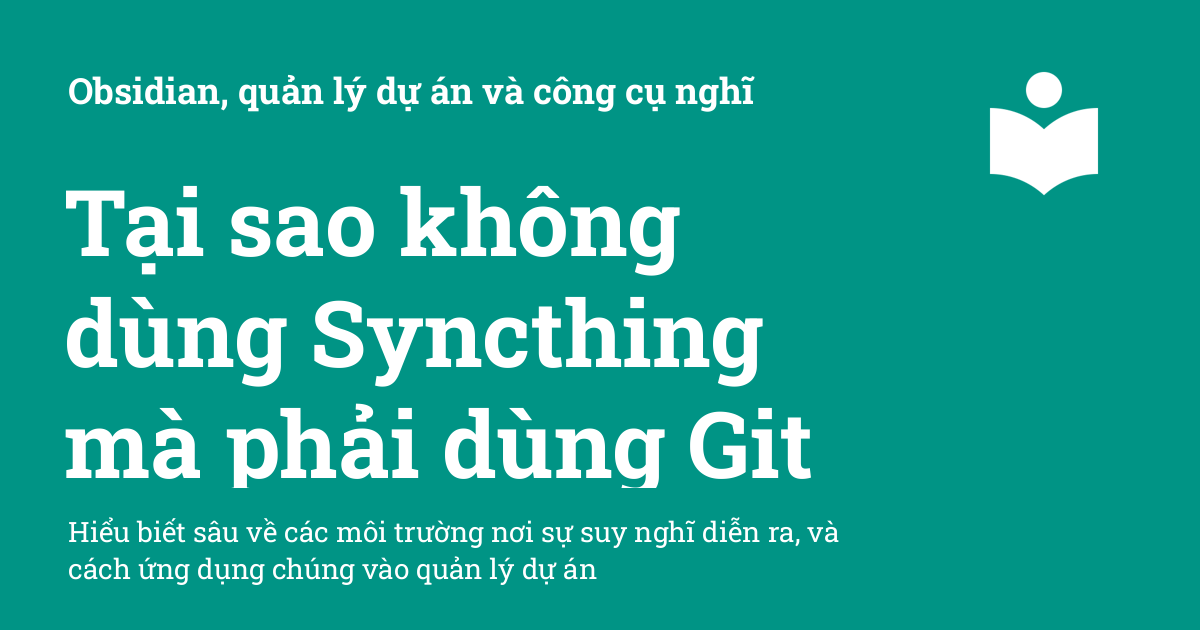 Obsidian, quản lý dự án và công cụ nghĩ
Tại sao không
dùng Syncthing
mà phải dùng Git
Hiểu biết sâu về các môi trường nơi sự suy nghĩ diễn ra, và
cách ứng dụng chúng vào quản lý dự án